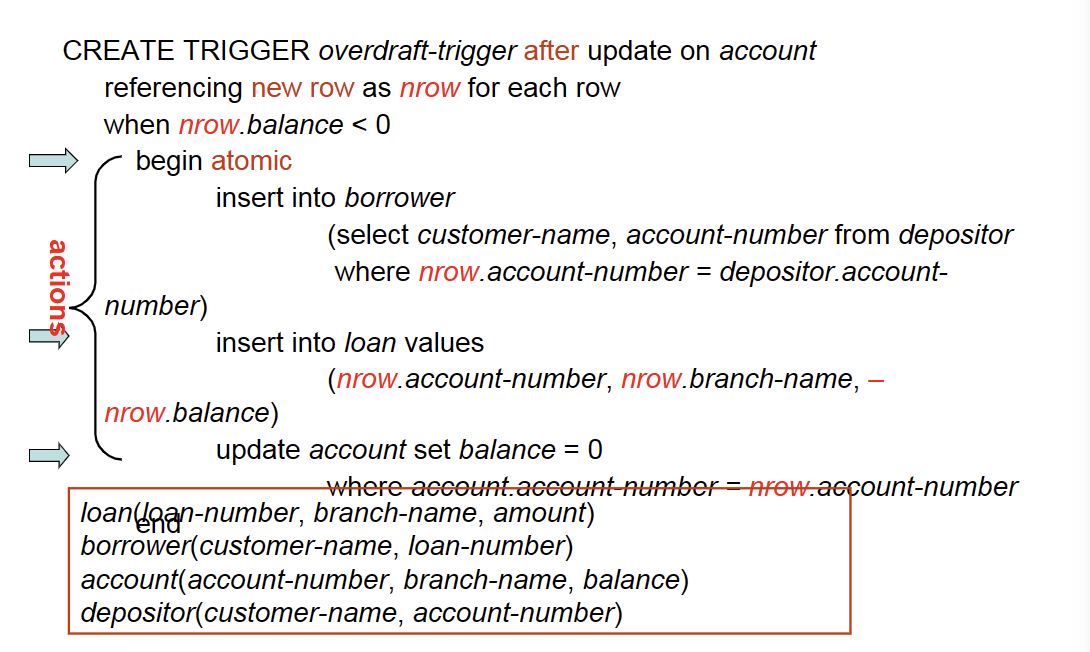 CREATE TRIGGER overdraft-trigger after update on account
referencing new row as nrow for each row
when nrow.balance < 0
begin atomic
insert into borrower
(select customer-name, account-number from depositor
where nrow.account-number = depositor.account-
number)
actions
insert into loan values
(nrow.account-number, nrow.branch-name, –
nrow.balance)
update account set balance = 0
where account.account-number = nrow.account-number
end
loan(loan-number, branch-name, amount)
borrower(customer-name, loan-number)
account(account-number, branch-name, balance)
depositor(customer-name, account-number)